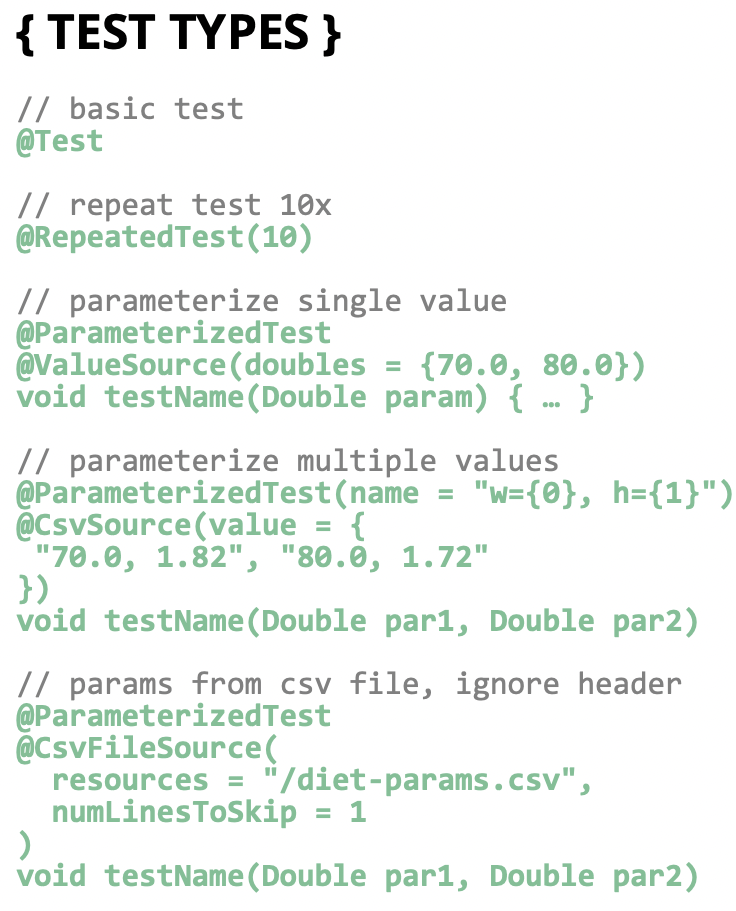 { TEST TYPES }
// basic test
@Test
// repeat test 10x
@RepeatedTest(10)
// parameterize single value
@ParameterizedTest
@ValueSource(doubles = {70.0, 80.0})
void testName(Double param) { … }
// parameterize multiple values
@ParameterizedTest(name = "w={0}, h={1}")
@CsvSource(value = {
"70.0, 1.82", "80.0, 1.72"
})
void testName(Double par1, Double par2)
// params from csv file, ignore header
@ParameterizedTest
@CsvFileSource(
resources = "/diet-params.csv",
numLinesToSkip = 1
)
void testName(Double par1, Double par2)